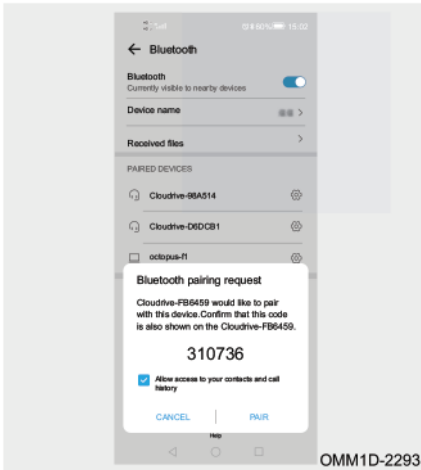 15:02
Bluetooth
Bluetooth
Currently visible to nearby devices
Device name
Received files
PAIRED DEVICES
Cloudrive-98A514
Cloudrive-D6DCB1
octopus-f1
Bluetooth pairing request
Cloudrive-FB6459 would like to pair
with this device.Confirm that this code
is also shown on the Cloudrive-FB6459.
310736
Allow access to your contacts and call
history
CANCEL
PAIR
Help
OMM1D-2293